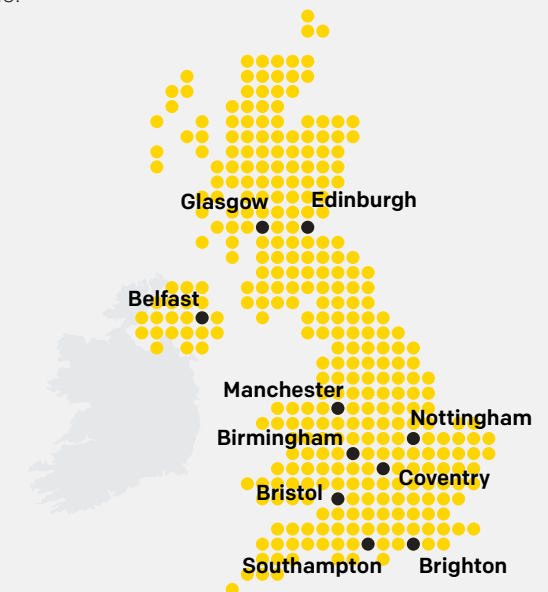 Glasgow
Edinburgh
Belfast
Manchester
Nottingham
Birmingham
Coventry
Bristol
Southampton
Brighton